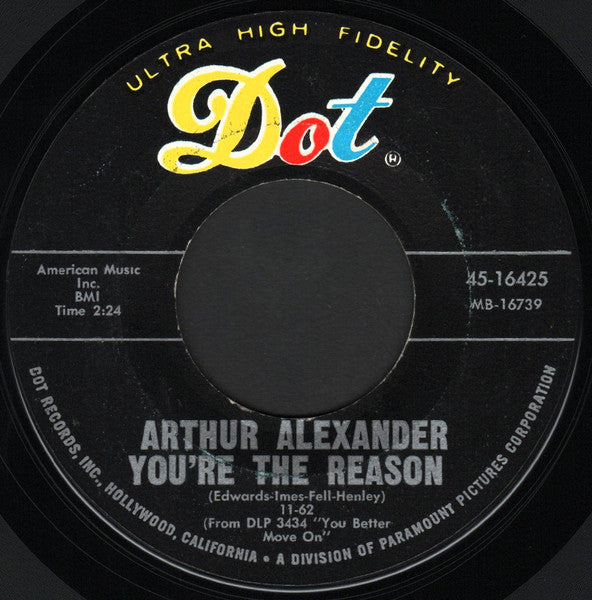 ULTRA HIGH FIDELITY
Dot®
American Music
Inc.
BMI
Time 2:24
45-16425
MB-16739
ARTHUR ALEXANDER
YOU'RE THE REASON
(Edwards-Imes-Fell-Henley)
11-62
(From DLP 3434 "You Better
Move On"
DOT RECORDS, INC., HOLLYWOOD, CALIFORNIA • A DIVISION OF PARAMOUNT PICTURES CORPORATION